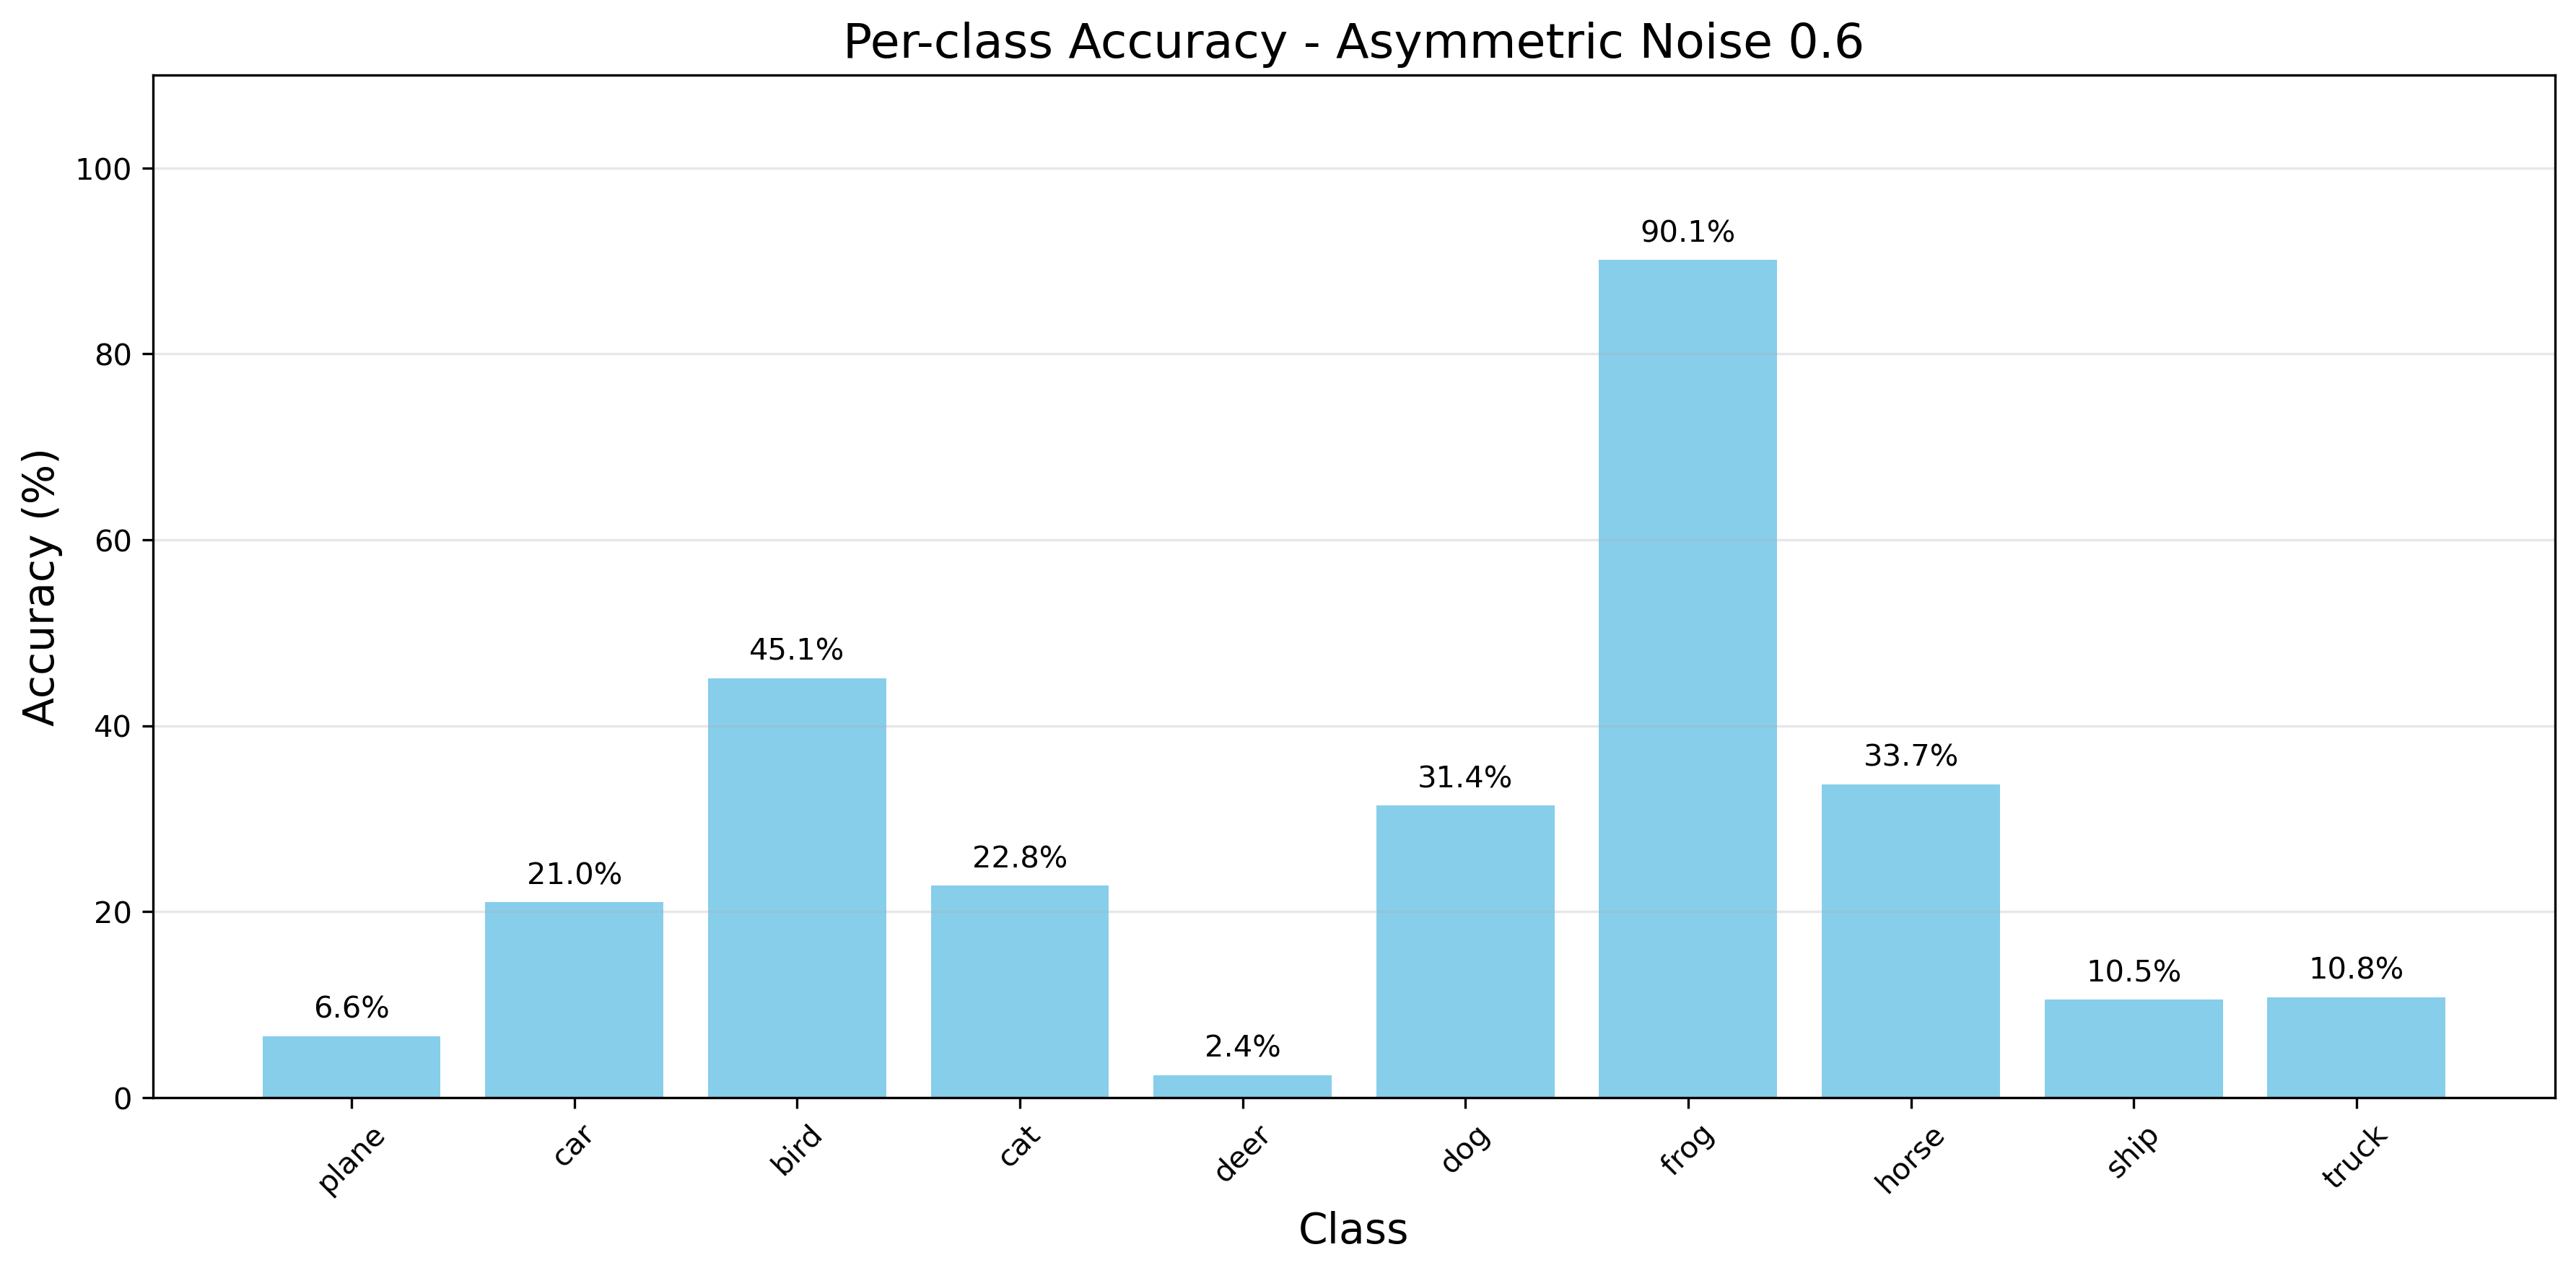 Per-class Accuracy - Asymmetric Noise 0.6
Accuracy (%)
100
80
60
40
20
0
6.6%
21.0%
45.1%
22.8%
2.4%
31.4%
90.1%
33.7%
10.5%
10.8%
plane
car
bird
cat
deer
dog
frog
horse
ship
truck
Class